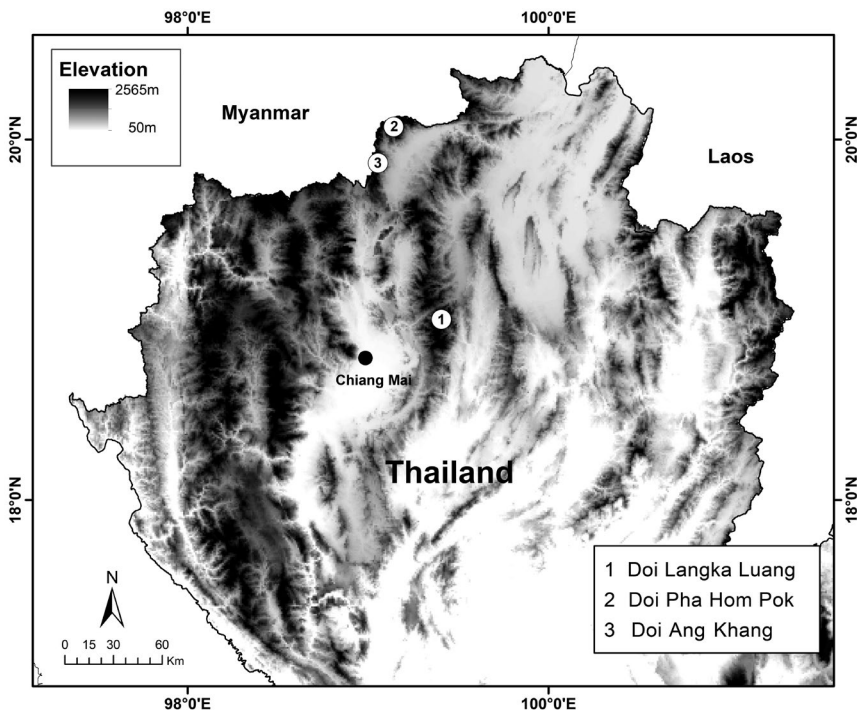 98°0'E
100°0'E
Elevation
2565m
50m
Myanmar
20°0'N
20°0'N
2
3
Laos
1
Chiang Mai
Thailand
18°0'N
18°0'N
N
0 15 30 60
Km
1 Doi Langka Luang
2 Doi Pha Hom Pok
3 Doi Ang Khang
98°0'E
100°0'E